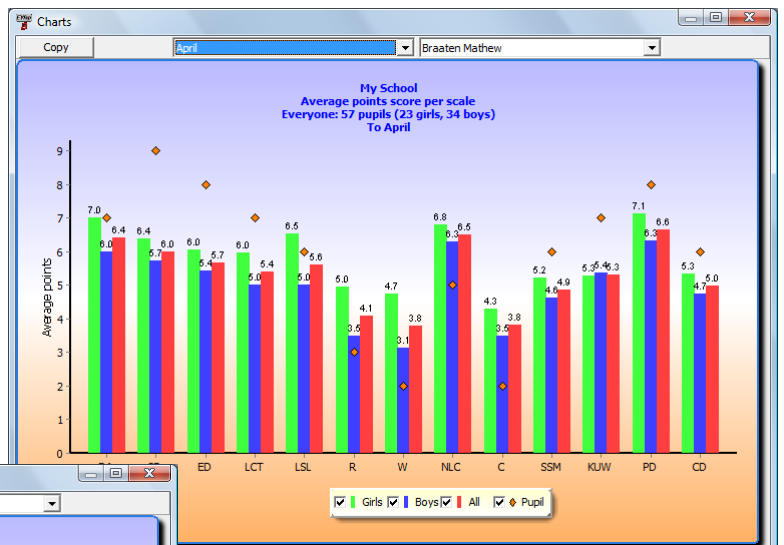 Charts
Copy April Braaten Mathew
My School
Average points score per scale
Everyone: 57 pupils (23 girls, 34 boys)
To April
Average points
9
8
7
6
5
4
3
2
1
0
7.0 6.0 6.4
6.4 5.7 6.0
6.0 5.4 5.7
6.0 5.0 5.4
6.5 5.0 5.6
5.0 3.5 4.1
4.7 3.1 3.8
6.8 6.3 6.5
4.3 3.5 3.8
5.2 4.6 4.9
5.3 5.4 5.3
7.1 6.3 6.6
5.3 4.7 5.0
ED LCT LSL R W NLC C SSM KUW PD CD
Girls Boys All Pupil